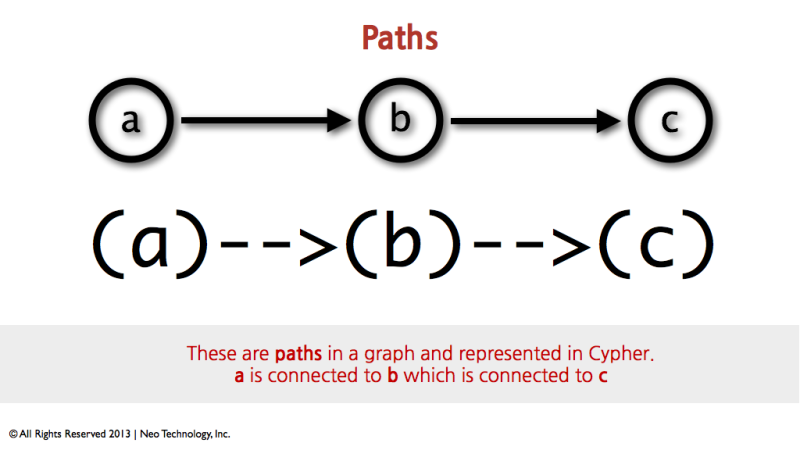 Paths
a b c
(a)-->(b)-->(c)
These are paths in a graph and represented in Cypher.
a is connected to b which is connected to c
© All Rights Reserved 2013 | Neo Technology, Inc.